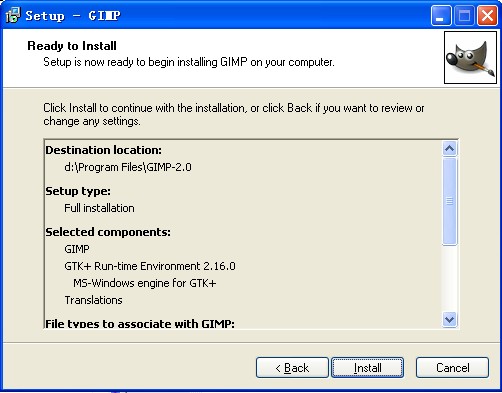 Setup - GIMP
Ready to Install
Setup is now ready to begin installing GIMP on your computer.
Click Install to continue with the installation, or click Back if you want to review or
change any settings.
Destination location:
d:\Program Files\GIMP-2.0
Setup type:
Full installation
Selected components:
GIMP
GTK+ Run-time Environment 2.16.0
MS-Windows engine for GTK+
Translations
File types to associate with GIMP:
< Back
Install
Cancel